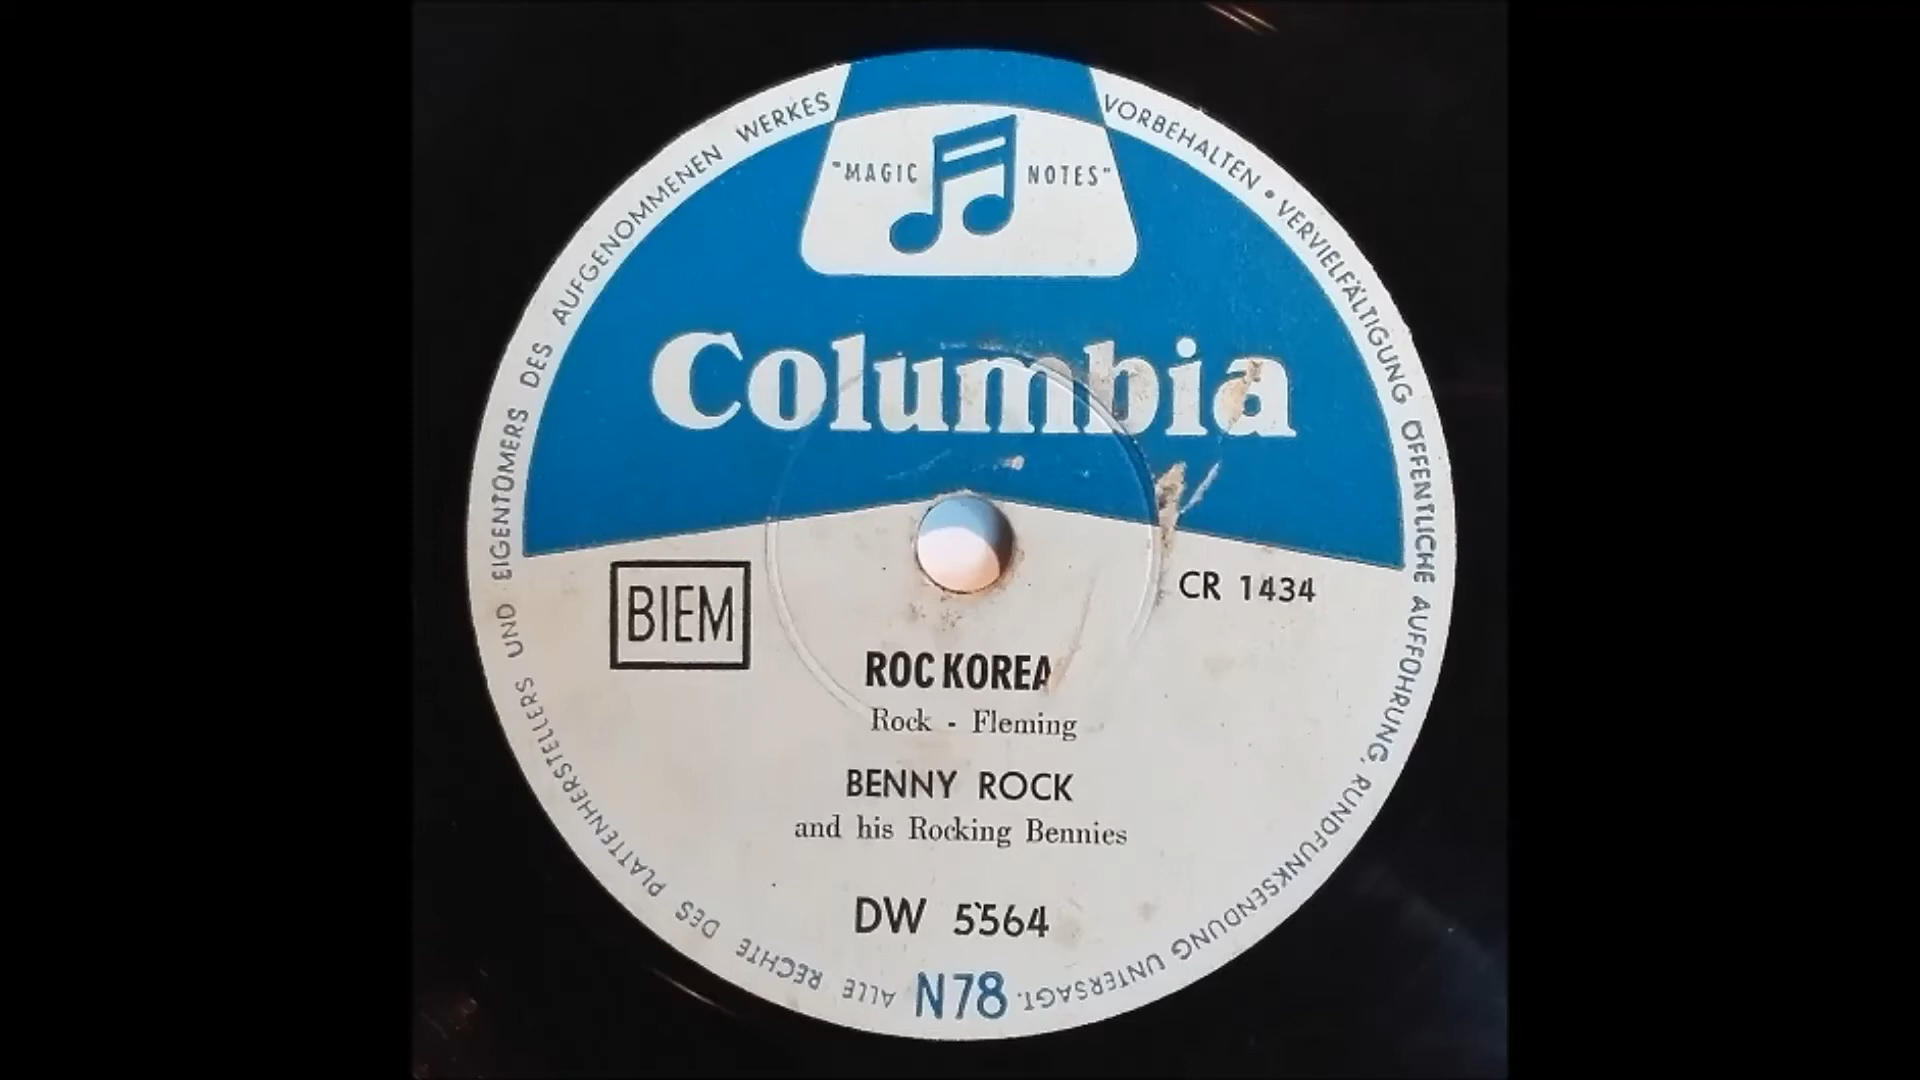 ALLE RECHTE DES PLATTENHERSTELLERS UND EIGENTÜMERS DES AUFGENOMMENEN WERKES VORBEHALTEN • VERVIELFÄLTIGUNG ÖFFENTLICHE AUFFÜHRUNG, RUNDFUNKSENDUNG UNTERSAGT.
"MAGIC NOTES"
Columbia
BIEM
CR 1434
ROC KOREA
Rock - Fleming
BENNY ROCK
and his Rocking Bennies
DW 5564
N78